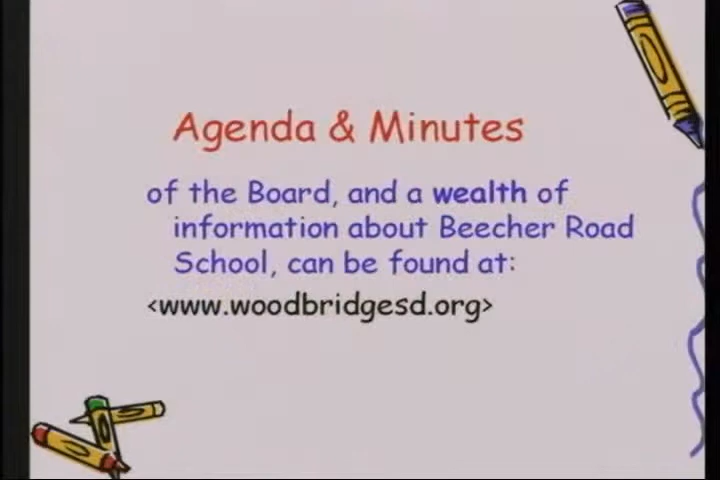 Agenda & Minutes
of the Board, and a wealth of
information about Beecher Road
School, can be found at:
<www.woodbridgesd.org>